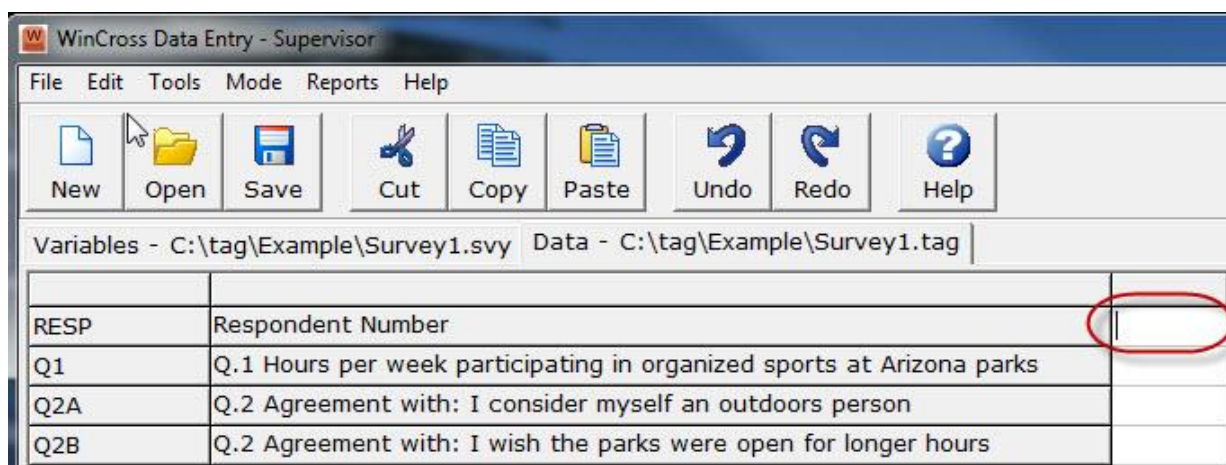 W WinCross Data Entry - Supervisor
File Edit Tools Mode Reports Help
New Open Save Cut Copy Paste Undo Redo Help
Variables - C:\tag\Example\Survey1.svy Data - C:\tag\Example\Survey1.tag
RESP Respondent Number
Q1 Q.1 Hours per week participating in organized sports at Arizona parks
Q2A Q.2 Agreement with: I consider myself an outdoors person
Q2B Q.2 Agreement with: I wish the parks were open for longer hours